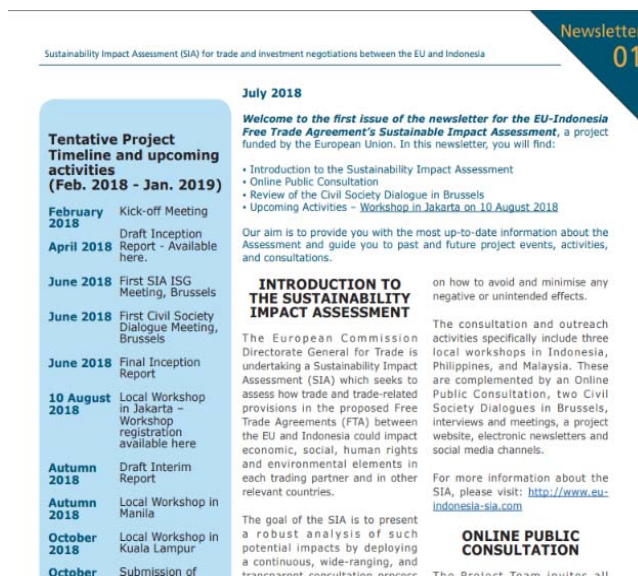 Newsletter
01
Sustainability Impact Assessment (SIA) for trade and investment negotiations between the EU and Indonesia
Tentative Project
Timeline and upcoming
activities
(Feb. 2018 - Jan. 2019)
February 2018 Kick-off Meeting
April 2018 Draft Inception
Report - Available
here.
June 2018 First SIA ISG
Meeting, Brussels
June 2018 First Civil Society
Dialogue Meeting,
Brussels
June 2018 Final Inception
Report
10 August 2018 Local Workshop
in Jakarta –
Workshop
registration
available here
Autumn 2018 Draft Interim
Report
Autumn 2018 Local Workshop in
Manila
October 2018 Local Workshop in
Kuala Lampur
October Submission of
July 2018
Welcome to the first issue of the newsletter for the EU-Indonesia
Free Trade Agreement's Sustainable Impact Assessment, a project
funded by the European Union. In this newsletter, you will find:
• Introduction to the Sustainability Impact Assessment
• Online Public Consultation
• Review of the Civil Society Dialogue in Brussels
• Upcoming Activities – Workshop in Jakarta on 10 August 2018
Our aim is to provide you with the most up-to-date information about the
Assessment and guide you to past and future project events, activities,
and consultations.
INTRODUCTION TO
THE SUSTAINABILITY
IMPACT ASSESSMENT
The European Commission
Directorate General for Trade is
undertaking a Sustainability Impact
Assessment (SIA) which seeks to
assess how trade and trade-related
provisions in the proposed Free
Trade Agreements (FTA) between
the EU and Indonesia could impact
economic, social, human rights
and environmental elements in
each trading partner and in other
relevant countries.
The goal of the SIA is to present
a robust analysis of such
potential impacts by deploying
a continuous, wide-ranging, and
transparent consultation process
on how to avoid and minimise any
negative or unintended effects.
The consultation and outreach
activities specifically include three
local workshops in Indonesia,
Philippines, and Malaysia. These
are complemented by an Online
Public Consultation, two Civil
Society Dialogues in Brussels,
interviews and meetings, a project
website, electronic newsletters and
social media channels.
For more information about the
SIA, please visit: http://www.eu-
indonesia-sia.com
ONLINE PUBLIC
CONSULTATION
The Project Team invites all